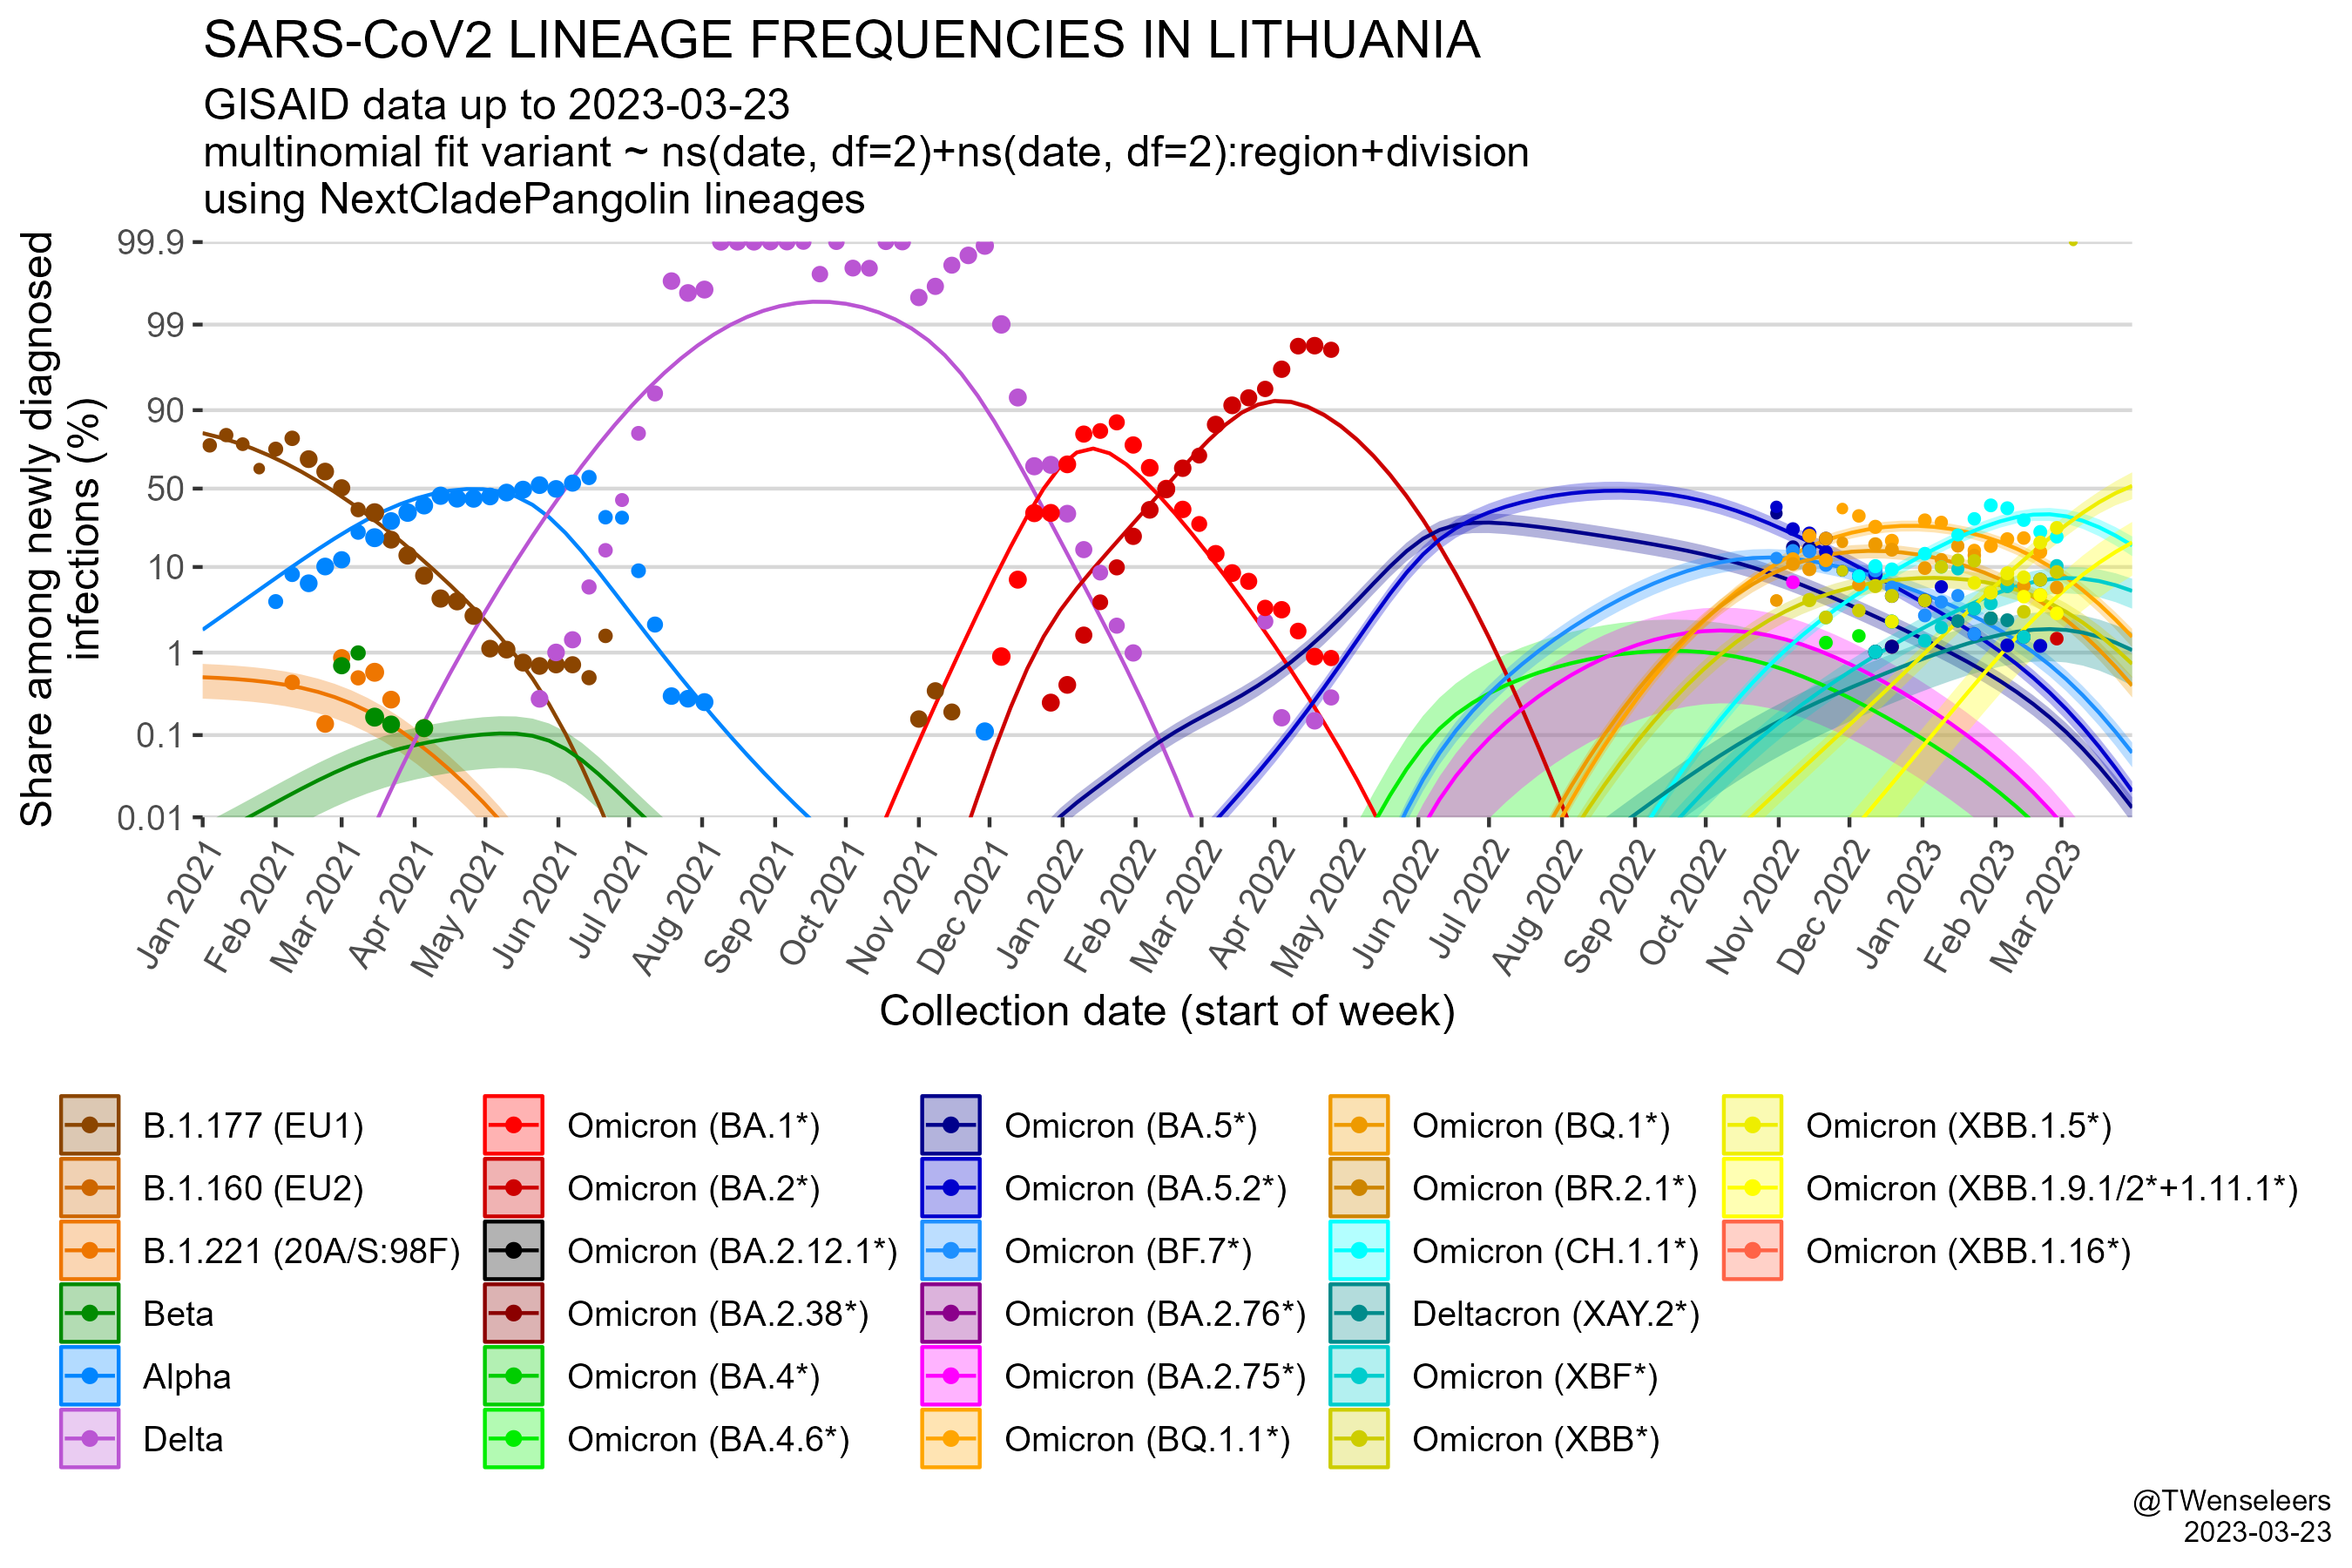 SARS-CoV2 LINEAGE FREQUENCIES IN LITHUANIA
GISAID data up to 2023-03-23
multinomial fit variant ~ ns(date, df=2)+ns(date, df=2):region+division
using NextCladePangolin lineages
Share among newly diagnosed
infections (%)
99.9
99
90
50
10
1
0.1
0.01
Jan 2021
Feb 2021
Mar 2021
Apr 2021
May 2021
Jun 2021
Jul 2021
Aug 2021
Sep 2021
Oct 2021
Nov 2021
Dec 2021
Jan 2022
Feb 2022
Mar 2022
Apr 2022
May 2022
Jun 2022
Jul 2022
Aug 2022
Sep 2022
Oct 2022
Nov 2022
Dec 2022
Jan 2023
Feb 2023
Mar 2023
Collection date (start of week)
B.1.177 (EU1)
B.1.160 (EU2)
B.1.221 (20A/S:98F)
Beta
Alpha
Delta
Omicron (BA.1*)
Omicron (BA.2*)
Omicron (BA.2.12.1*)
Omicron (BA.2.38*)
Omicron (BA.4*)
Omicron (BA.4.6*)
Omicron (BA.5*)
Omicron (BA.5.2*)
Omicron (BF.7*)
Omicron (BA.2.76*)
Omicron (BA.2.75*)
Omicron (BQ.1.1*)
Omicron (BQ.1*)
Omicron (BR.2.1*)
Omicron (CH.1.1*)
Deltacron (XAY.2*)
Omicron (XBF*)
Omicron (XBB*)
Omicron (XBB.1.5*)
Omicron (XBB.1.9.1/2*+1.11.1*)
Omicron (XBB.1.16*)
@TWenseleers
2023-03-23